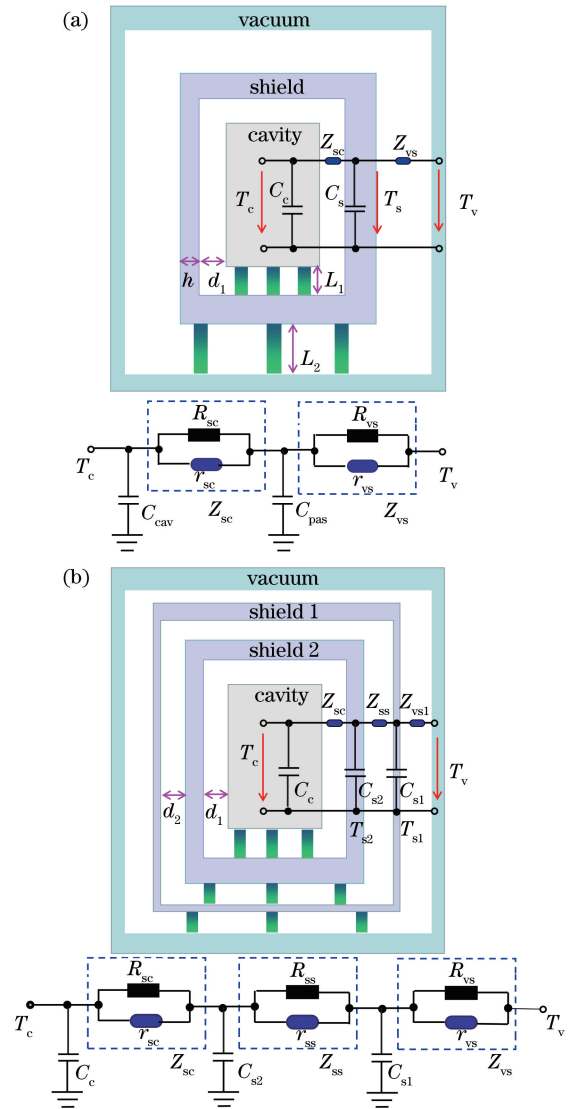 (a)
vacuum
shield
cavity
Z_sc Z_vs
T_c C_c C_s T_s T_v
h d_1 L_1
L_2
R_sc R_vs
T_c r_sc r_vs T_v
C_cav Z_sc C_pas Z_vs
(b)
vacuum
shield 1
shield 2
cavity
Z_sc Z_ss Z_vs1
T_c C_c C_s2 C_s1 T_v
d_2 d_1
T_s2 T_s1
R_sc R_ss R_vs
T_c r_sc r_ss r_vs T_v
C_c Z_sc C_s2 Z_ss C_s1 Z_vs